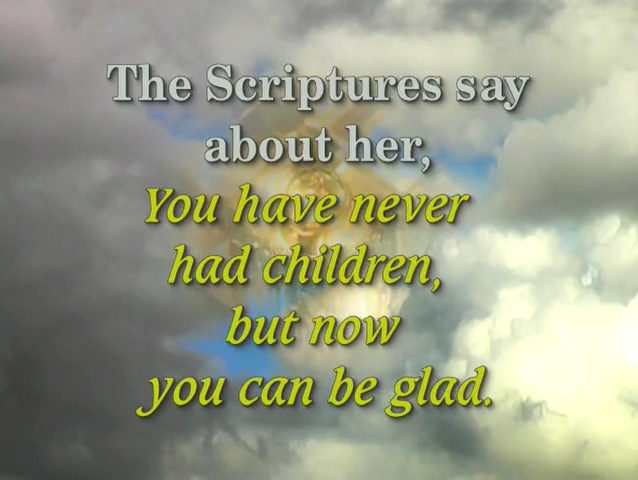 The Scriptures say
about her,
You have never
had children,
but now
you can be glad.